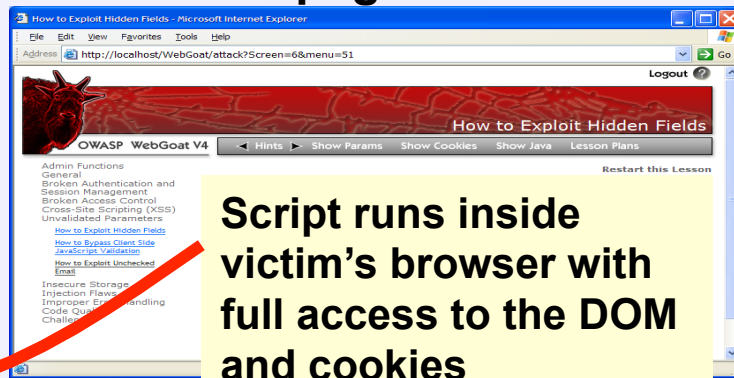 How to Exploit Hidden Fields - Microsoft Internet Explorer
File Edit View Favorites Tools Help
Address http://localhost/WebGoat/attack?Screen=6&menu=51 Go
Logout ?
How to Exploit Hidden Fields
OWASP WebGoat V4 Hints Show Params Show Cookies Show Java Lesson Plans
Restart this Lesson
Admin Functions
General
Broken Authentication and
Session Management
Broken Access Control
Cross-Site Scripting (XSS)
Unvalidated Parameters
How to Exploit Hidden Fields
How to Bypass Client Side
JavaScript Validation
How to Exploit Unchecked
Email
Insecure Storage
Injection Flaws
Improper Handling
Code
Script runs inside
victim's browser with
full access to the DOM
and cookies